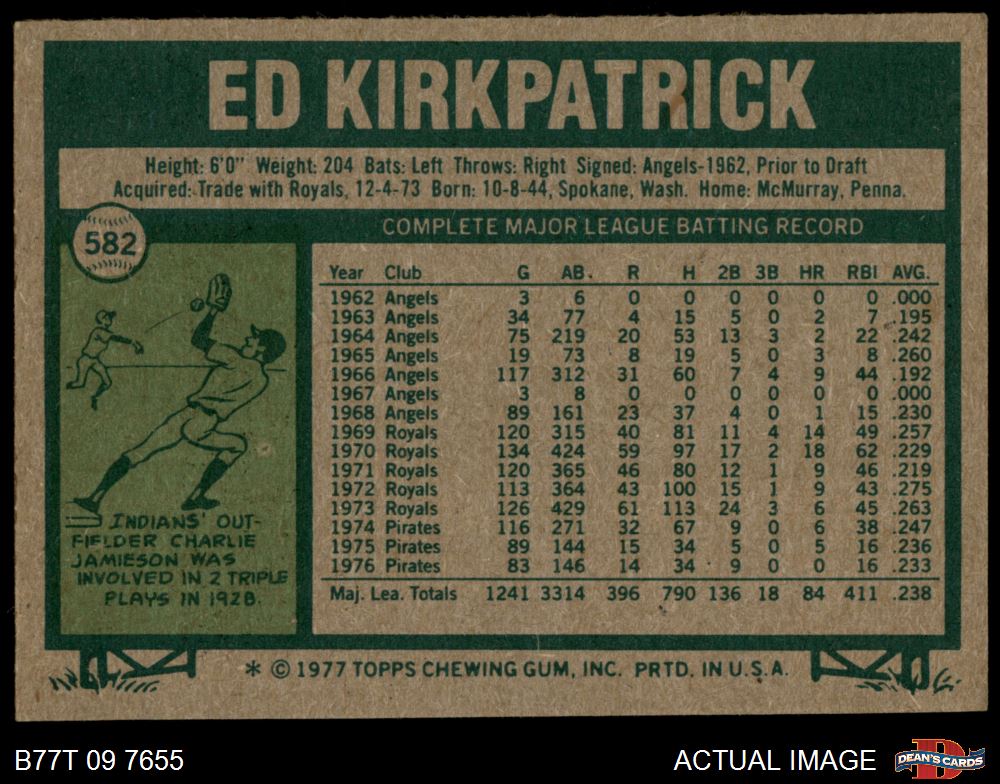 ED KIRKPATRICK
Height: 6'0" Weight: 204 Bats: Left Throws: Right Signed: Angels-1962, Prior to Draft
Acquired: Trade with Royals, 12-4-73 Born: 10-8-44, Spokane, Wash. Home: McMurray, Penna.
582
COMPLETE MAJOR LEAGUE BATTING RECORD
Year Club G AB. R H 2B 3B HR RBI AVG.
1962 Angels 3 6 0 0 0 0 0 0 .000
1963 Angels 34 77 4 15 5 0 2 7 .195
1964 Angels 75 219 20 53 13 3 2 22 .242
1965 Angels 19 73 8 19 5 0 3 8 .260
1966 Angels 117 312 31 60 7 4 9 44 .192
1967 Angels 3 8 0 0 0 0 0 0 .000
1968 Angels 89 161 23 37 4 0 1 15 .230
1969 Royals 120 315 40 81 11 4 14 49 .257
1970 Royals 134 424 59 97 17 2 18 62 .229
1971 Royals 120 365 46 80 12 1 9 46 .219
1972 Royals 113 364 43 100 15 1 9 43 .275
1973 Royals 126 429 61 113 24 3 6 45 .263
1974 Pirates 116 271 32 67 9 0 6 38 .247
1975 Pirates 89 144 15 34 5 0 5 16 .236
1976 Pirates 83 146 14 34 9 0 0 16 .233
Maj. Lea. Totals 1241 3314 396 790 136 18 84 411 .238
INDIANS' OUT-
FIELDER CHARLIE
JAMIESON WAS
INVOLVED IN 2 TRIPLE
PLAYS IN 1928.
* © 1977 TOPPS CHEWING GUM, INC. PRTD. IN U.S.A.
B77T 09 7655
ACTUAL IMAGE
D
DEAN'S CARDS